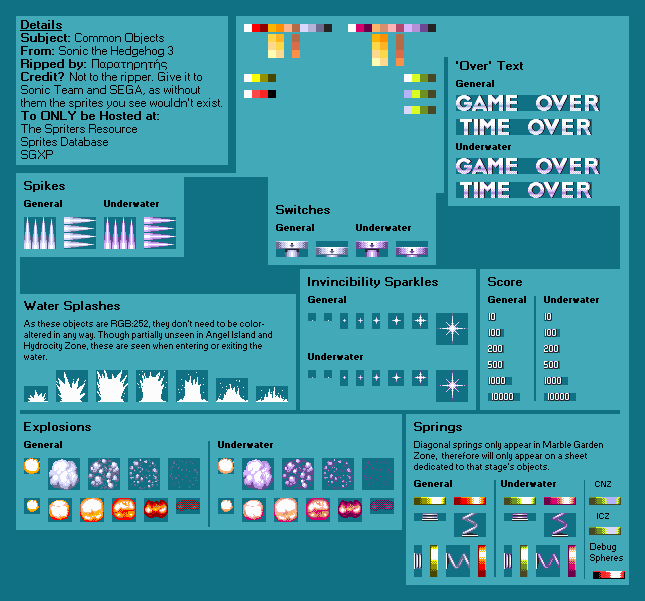 Details
Subject: Common Objects
From: Sonic the Hedgehog 3
Ripped by: Παρατηρητής
Credit? Not to the ripper. Give it to
Sonic Team and SEGA, as without
them the sprites you see wouldn't exist.
To ONLY be Hosted at:
The Spriters Resource
Sprites Database
SGXP
'Over' Text
General
GAME OVER
TIME OVER
Underwater
GAME OVER
TIME OVER
Spikes
General Underwater
Switches
General Underwater
Water Splashes
As these objects are RGB:252, they don't need to be color-
altered in any way. Though partially unseen in Angel Island and
Hydrocity Zone, these are seen when entering or exiting the
water.
Invincibility Sparkles
General
Underwater
Score
General Underwater
10 10
100 100
200 200
500 500
1000 1000
10000 10000
Explosions
General Underwater
Springs
Diagonal springs only appear in Marble Garden
Zone, therefore will only appear on a sheet
dedicated to that stage's objects.
General Underwater
CNZ
ICZ
Debug
Spheres